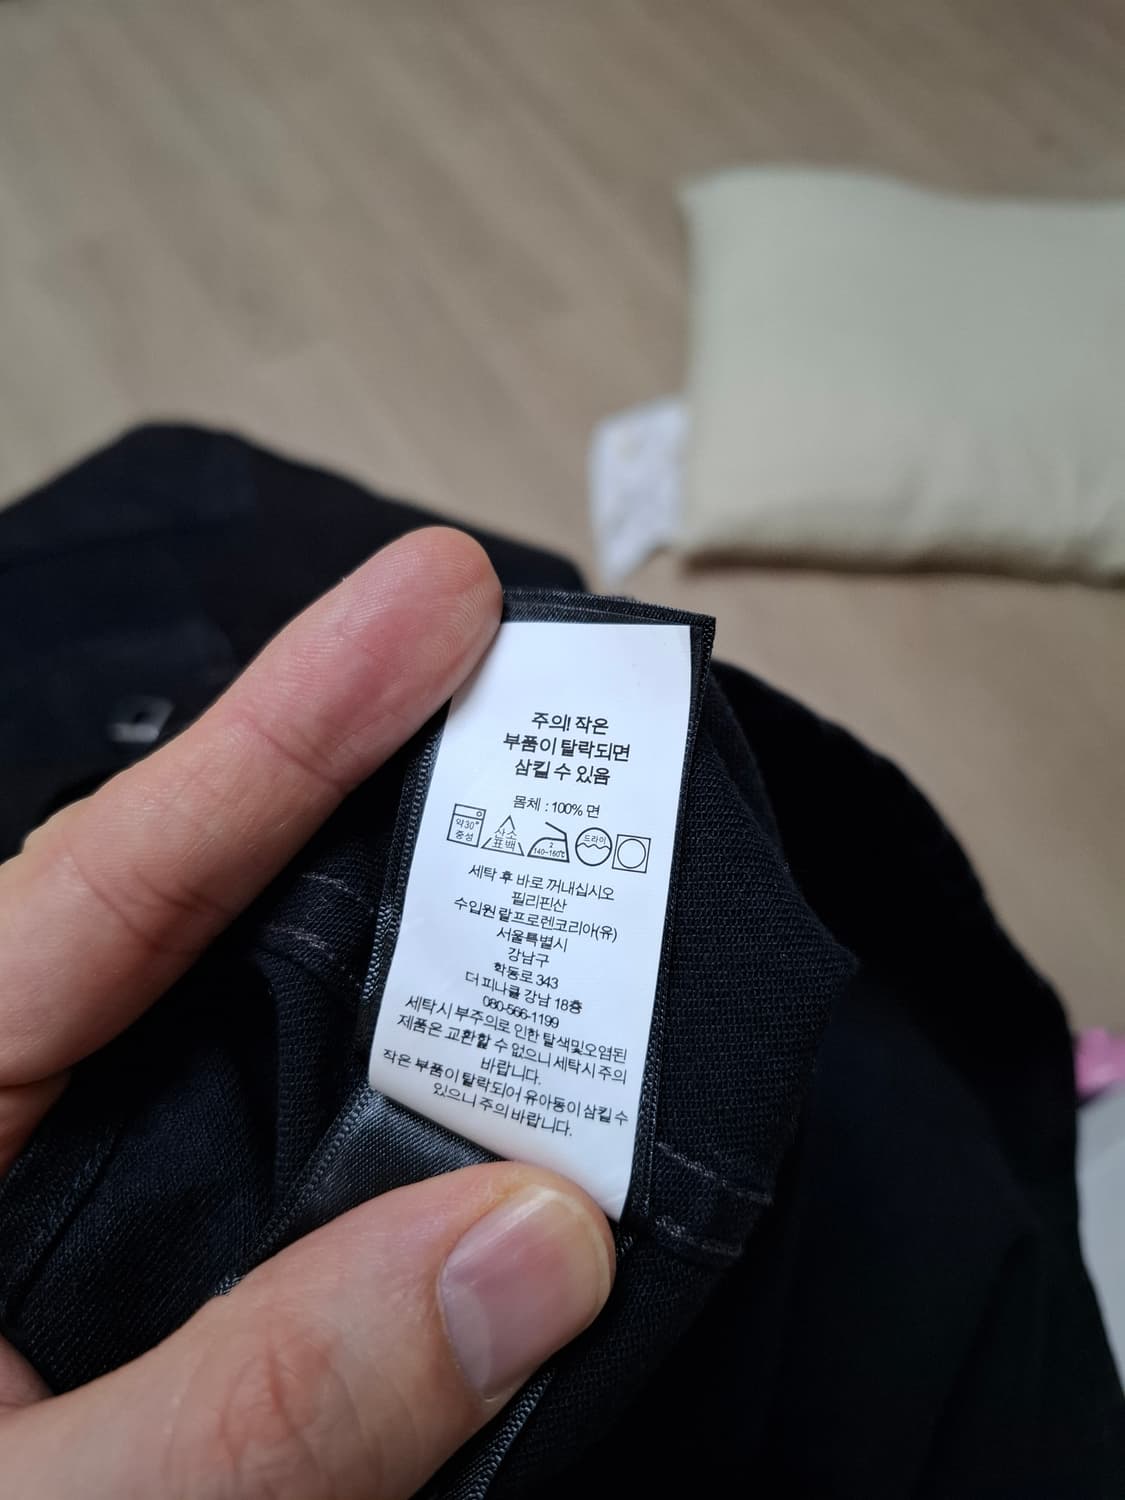 주의! 작은
부품이 탈락되면
삼킬 수 있음
몸체 : 100% 면
약30° 중성
산소 표백
2 140~160℃
드라이
세탁 후 바로 꺼내십시오
필리핀산
수입원 랄프로렌코리아(유)
서울특별시
강남구
학동로 343
더 피나클 강남 18층
080-566-1199
세탁시 부주의로 인한 탈색및오염된
제품은 교환할 수 없으니 세탁시 주의
바랍니다.
작은 부품이 탈락되어 유아동이 삼킬 수
있으니 주의 바랍니다.